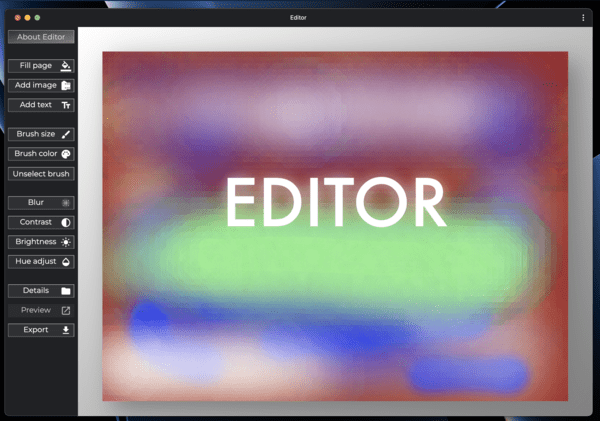 Editor
About Editor
Fill page
Add image
Add text
Brush size
Brush color
Unselect brush
Blur
Contrast
Brightness
Hue adjust
Details
Preview
Export
EDITOR